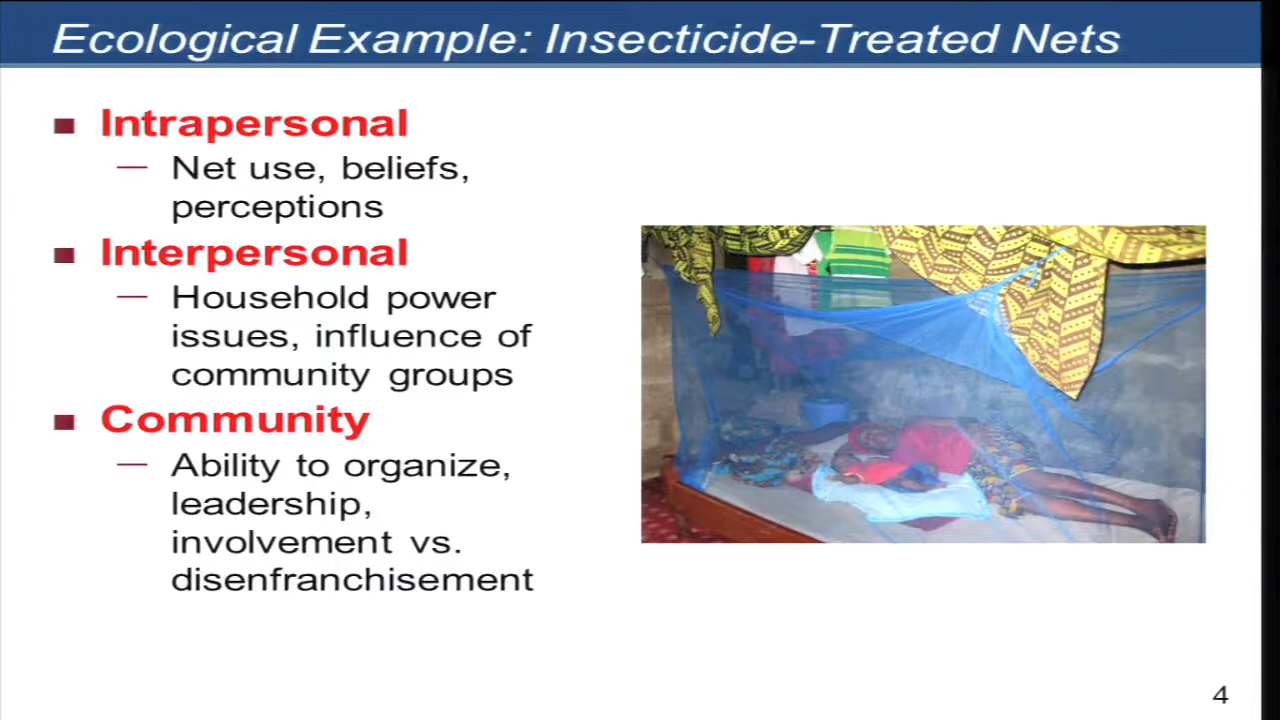 Ecological Example: Insecticide-Treated Nets
Intrapersonal
— Net use, beliefs,
perceptions
Interpersonal
— Household power
issues, influence of
community groups
Community
— Ability to organize,
leadership,
involvement vs.
disenfranchisement
4